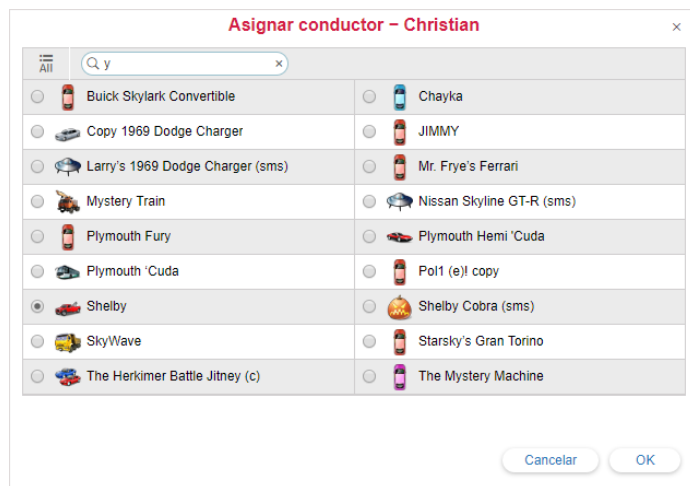 Asignar conductor – Christian
×
All
y ×
Buick Skylark Convertible
Chayka
Copy 1969 Dodge Charger
JIMMY
Larry's 1969 Dodge Charger (sms)
Mr. Frye's Ferrari
Mystery Train
Nissan Skyline GT-R (sms)
Plymouth Fury
Plymouth Hemi 'Cuda
Plymouth 'Cuda
Pol1 (e)! copy
Shelby
Shelby Cobra (sms)
SkyWave
Starsky's Gran Torino
The Herkimer Battle Jitney (c)
The Mystery Machine
Cancelar
OK